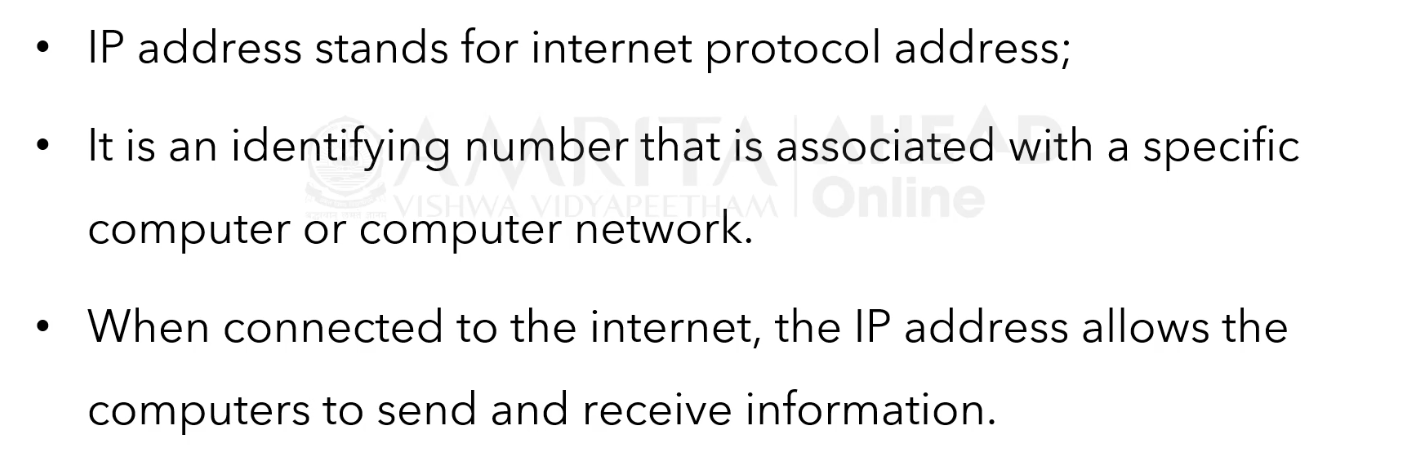 • IP address stands for internet protocol address;
• It is an identifying number that is associated with a specific
computer or computer network.
• When connected to the internet, the IP address allows the
computers to send and receive information.
AMRITA
VISHWA VIDYAPEETHAM
AHEAD
Online